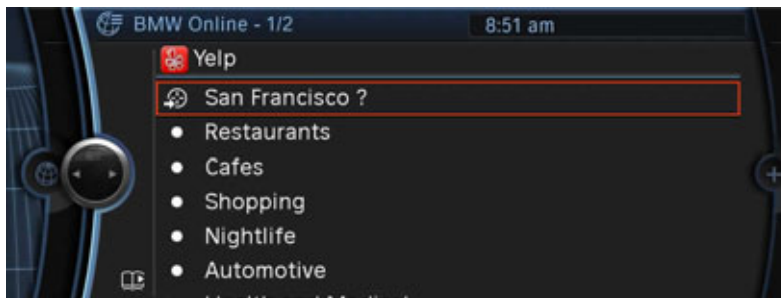 BMW Online - 1/2 8:51 am
Yelp
San Francisco ?
Restaurants
Cafes
Shopping
Nightlife
Automotive